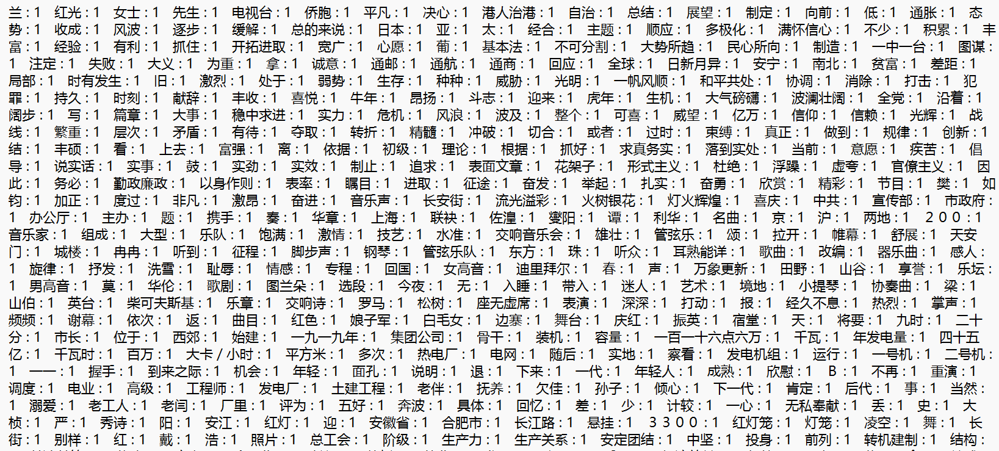 兰：1 红光：1 女士：1 先生：1 电视台：1 侨胞：1 平凡：1 决心：1 港人治港：1 自治：1 总结：1 展望：1 制定：1 向前：1 低：1 通胀：1 态
势：1 收成：1 风波：1 逐步：1 缓解：1 总的来说：1 日本：1 亚：1 太：1 经合：1 主题：1 顺应：1 多极化：1 满怀信心：1 不少：1 积累：1 丰
富：1 经验：1 有利：1 抓住：1 开拓进取：1 宽广：1 心愿：1 葡：1 基本法：1 不可分割：1 大势所趋：1 民心所向：1 制造：1 一中一台：1 图谋：
1 注定：1 失败：1 大义：1 为重：1 拿：1 诚意：1 通邮：1 通航：1 通商：1 回应：1 全球：1 日新月异：1 安宁：1 南北：1 贫富：1 差距：1
局部：1 时有发生：1 旧：1 激烈：1 处于：1 弱势：1 生存：1 种种：1 威胁：1 光明：1 一帆风顺：1 和平共处：1 协调：1 消除：1 打击：1 犯
罪：1 持久：1 时刻：1 献辞：1 丰收：1 喜悦：1 牛年：1 昂扬：1 斗志：1 迎来：1 虎年：1 生机：1 大气磅礴：1 波澜壮阔：1 全党：1 沿着：1
阔步：1 写：1 篇章：1 大事：1 稳中求进：1 实力：1 危机：1 风浪：1 波及：1 整个：1 可喜：1 威望：1 亿万：1 信仰：1 信赖：1 光辉：1 战
线：1 繁重：1 层次：1 矛盾：1 有待：1 夺取：1 转折：1 精髓：1 冲破：1 切合：1 或者：1 过时：1 束缚：1 真正：1 做到：1 规律：1 创新：1
结：1 丰硕：1 看：1 上去：1 富强：1 离：1 依据：1 初级：1 理论：1 根据：1 抓好：1 求真务实：1 落到实处：1 当前：1 意愿：1 疾苦：1 倡
导：1 说实话：1 实事：1 鼓：1 实劲：1 实效：1 制止：1 追求：1 表面文章：1 花架子：1 形式主义：1 杜绝：1 浮躁：1 虚夸：1 官僚主义：1 因
此：1 务必：1 勤政廉政：1 以身作则：1 表率：1 瞩目：1 进取：1 征途：1 奋发：1 举起：1 扎实：1 奋勇：1 欣赏：1 精彩：1 节目：1 樊：1 如
钧：1 加正：1 度过：1 非凡：1 激昂：1 奋进：1 音乐声：1 长安街：1 流光溢彩：1 火树银花：1 灯火辉煌：1 喜庆：1 中共：1 宣传部：1 市政府：
1 办公厅：1 主办：1 题：1 携手：1 奏：1 华章：1 上海：1 联袂：1 佐湟：1 燮阳：1 谭：1 利华：1 名曲：1 京：1 沪：1 两地：1 ２００：1
音乐家：1 组成：1 大型：1 乐队：1 饱满：1 激情：1 技艺：1 水准：1 交响音乐会：1 雄壮：1 管弦乐：1 颂：1 拉开：1 帷幕：1 舒展：1 天安
门：1 城楼：1 冉冉：1 听到：1 征程：1 脚步声：1 钢琴：1 管弦乐队：1 东方：1 珠：1 听众：1 耳熟能详：1 歌曲：1 改编：1 器乐曲：1 感人：
1 旋律：1 抒发：1 洗雪：1 耻辱：1 情感：1 专程：1 回国：1 女高音：1 迪里拜尔：1 春：1 声：1 万象更新：1 田野：1 山谷：1 享誉：1 乐坛：
1 男高音：1 莫：1 华伦：1 歌剧：1 图兰朵：1 选段：1 今夜：1 无：1 入睡：1 带入：1 迷人：1 艺术：1 境地：1 小提琴：1 协奏曲：1 梁：1
山伯：1 英台：1 柴可夫斯基：1 乐章：1 交响诗：1 罗马：1 松树：1 座无虚席：1 表演：1 深深：1 打动：1 报：1 经久不息：1 热烈：1 掌声：1
频频：1 谢幕：1 依次：1 返：1 曲目：1 红色：1 娘子军：1 白毛女：1 边寨：1 舞台：1 庆红：1 振英：1 宿堂：1 天：1 将要：1 九时：1 二十
分：1 市长：1 位于：1 西郊：1 始建：1 一九一九年：1 集团公司：1 骨干：1 装机：1 容量：1 一百一十六点六万：1 千瓦：1 年发电量：1 四十五
亿：1 千瓦时：1 百万：1 大卡／小时：1 平方米：1 多次：1 热电厂：1 电网：1 随后：1 实地：1 察看：1 发电机组：1 运行：1 一号机：1 二号机：
1 一一：1 握手：1 到来之际：1 机会：1 年轻：1 面孔：1 说明：1 退：1 下来：1 一代：1 年轻人：1 成熟：1 欣慰：1 Ｂ：1 不再：1 重演：1
调度：1 电业：1 高级：1 工程师：1 发电厂：1 土建工程：1 老伴：1 抚养：1 欠佳：1 孙子：1 倾心：1 下一代：1 肯定：1 后代：1 事：1 当然：
1 溺爱：1 老工人：1 老闫：1 厂里：1 评为：1 五好：1 奔波：1 具体：1 回忆：1 差：1 少：1 计较：1 一心：1 无私奉献：1 丢：1 史：1 大
桢：1 严：1 秀诗：1 阳：1 安江：1 红灯：1 迎：1 安徽省：1 合肥市：1 长江路：1 悬挂：1 ３３００：1 红灯笼：1 灯笼：1 凌空：1 舞：1 长
街：1 别样：1 红：1 戴：1 浩：1 照片：1 总工会：1 阶级：1 生产力：1 生产关系：1 安定团结：1 中坚：1 投身：1 前列：1 转机建制：1 结构：